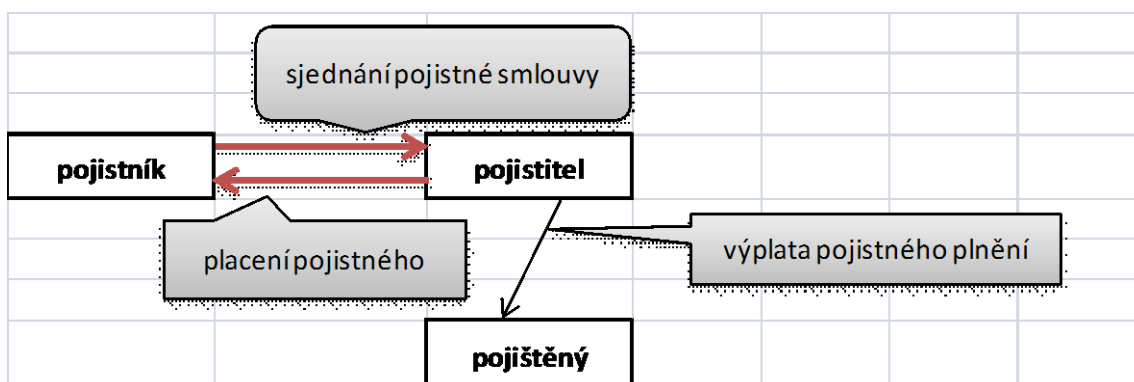 sjednání pojistné smlouvy
pojistník
pojistitel
placení pojistného
výplata pojistného plnění
pojištěný